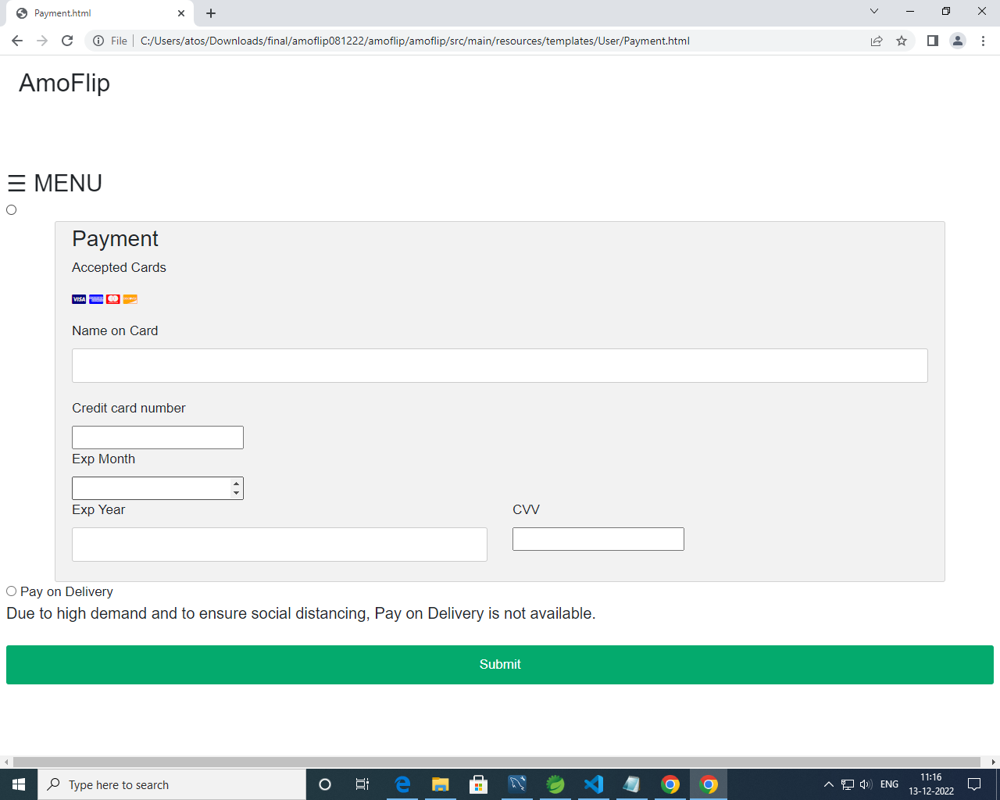 Payment.html
File C:/Users/atos/Downloads/final/amoflip081222/amoflip/amoflip/src/main/resources/templates/User/Payment.html
AmoFlip
☰ MENU
Payment
Accepted Cards
VISA
Name on Card
Credit card number
Exp Month
Exp Year CVV
Pay on Delivery
Due to high demand and to ensure social distancing, Pay on Delivery is not available.
Submit
Type here to search
ENG
11:16
13-12-2022